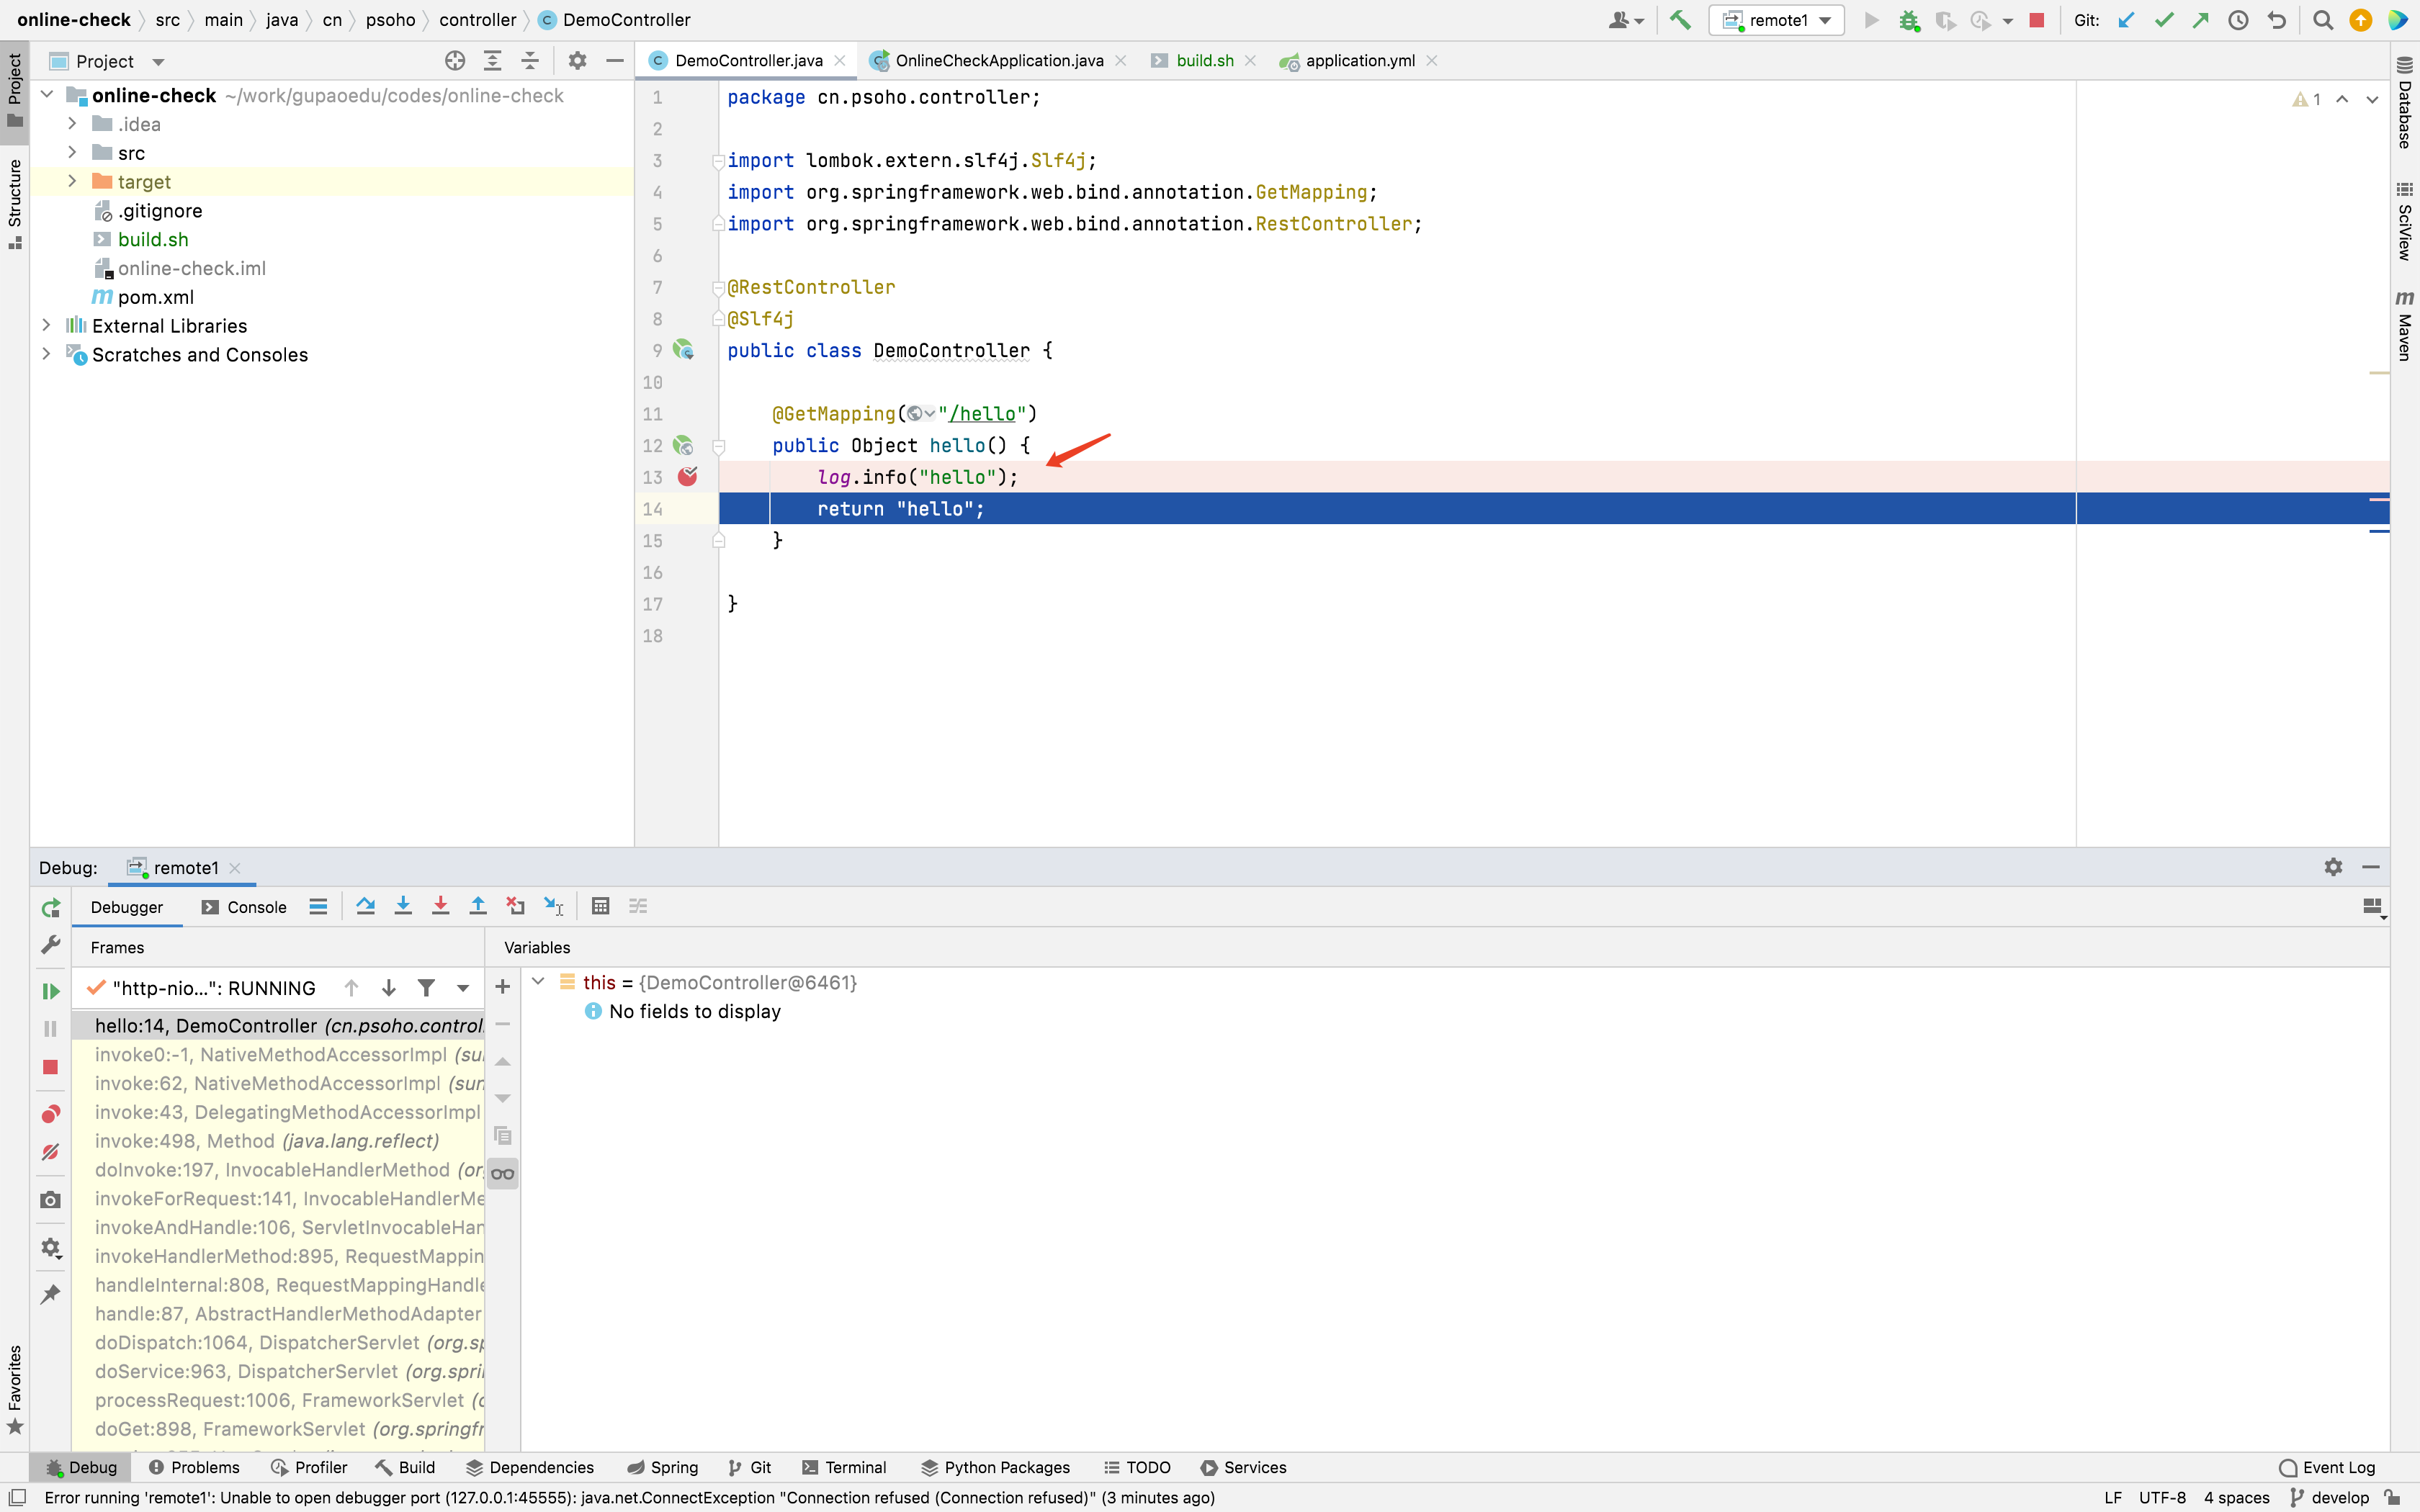 online-check src main java cn psoho controller DemoController
remote1 Git:
Project
DemoController.java OnlineCheckApplication.java build.sh application.yml
Project
Structure
Favorites
online-check ~/work/gupaoedu/codes/online-check
.idea
src
target
.gitignore
build.sh
online-check.iml
pom.xml
External Libraries
Scratches and Consoles
1 package cn.psoho.controller;
2
3 import lombok.extern.slf4j.Slf4j;
4 import org.springframework.web.bind.annotation.GetMapping;
5 import org.springframework.web.bind.annotation.RestController;
6
7 @RestController
8 @Slf4j
9 public class DemoController {
10
11 @GetMapping("/hello")
12 public Object hello() {
13 log.info("hello");
14 return "hello";
15 }
16
17 }
18
1
Database
SciView
Maven
Debug: remote1
Debugger Console
Frames Variables
"http-nio...": RUNNING
hello:14, DemoController (cn.psoho.control
invoke0:-1, NativeMethodAccessorImpl (su
invoke:62, NativeMethodAccessorImpl (sun
invoke:43, DelegatingMethodAccessorImpl
invoke:498, Method (java.lang.reflect)
doInvoke:197, InvocableHandlerMethod (or
invokeForRequest:141, InvocableHandlerMe
invokeAndHandle:106, ServletInvocableHan
invokeHandlerMethod:895, RequestMappin
handleInternal:808, RequestMappingHandle
handle:87, AbstractHandlerMethodAdapter
doDispatch:1064, DispatcherServlet (org.sp
doService:963, DispatcherServlet (org.spri
processRequest:1006, FrameworkServlet (o
doGet:898, FrameworkServlet (org.springfr
this = {DemoController@6461}
No fields to display
Debug Problems Profiler Build Dependencies Spring Git Terminal Python Packages TODO Services Event Log
Error running 'remote1': Unable to open debugger port (127.0.0.1:45555): java.net.ConnectException "Connection refused (Connection refused)" (3 minutes ago) LF UTF-8 4 spaces develop